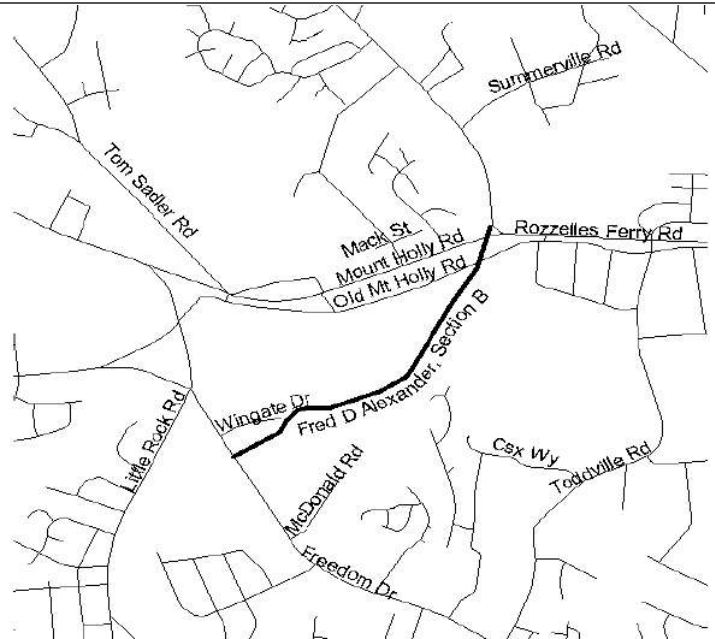 Summerville Rd
Tom Sadler Rd
Mack St
Rozzelles Ferry Rd
Mount Holly Rd
Old Mt Holly Rd
Fred D Alexander, Section B
Wingate Dr
Little Rock Rd
McDonald Rd
Csx Wy
Toddville Rd
Freedom Dr